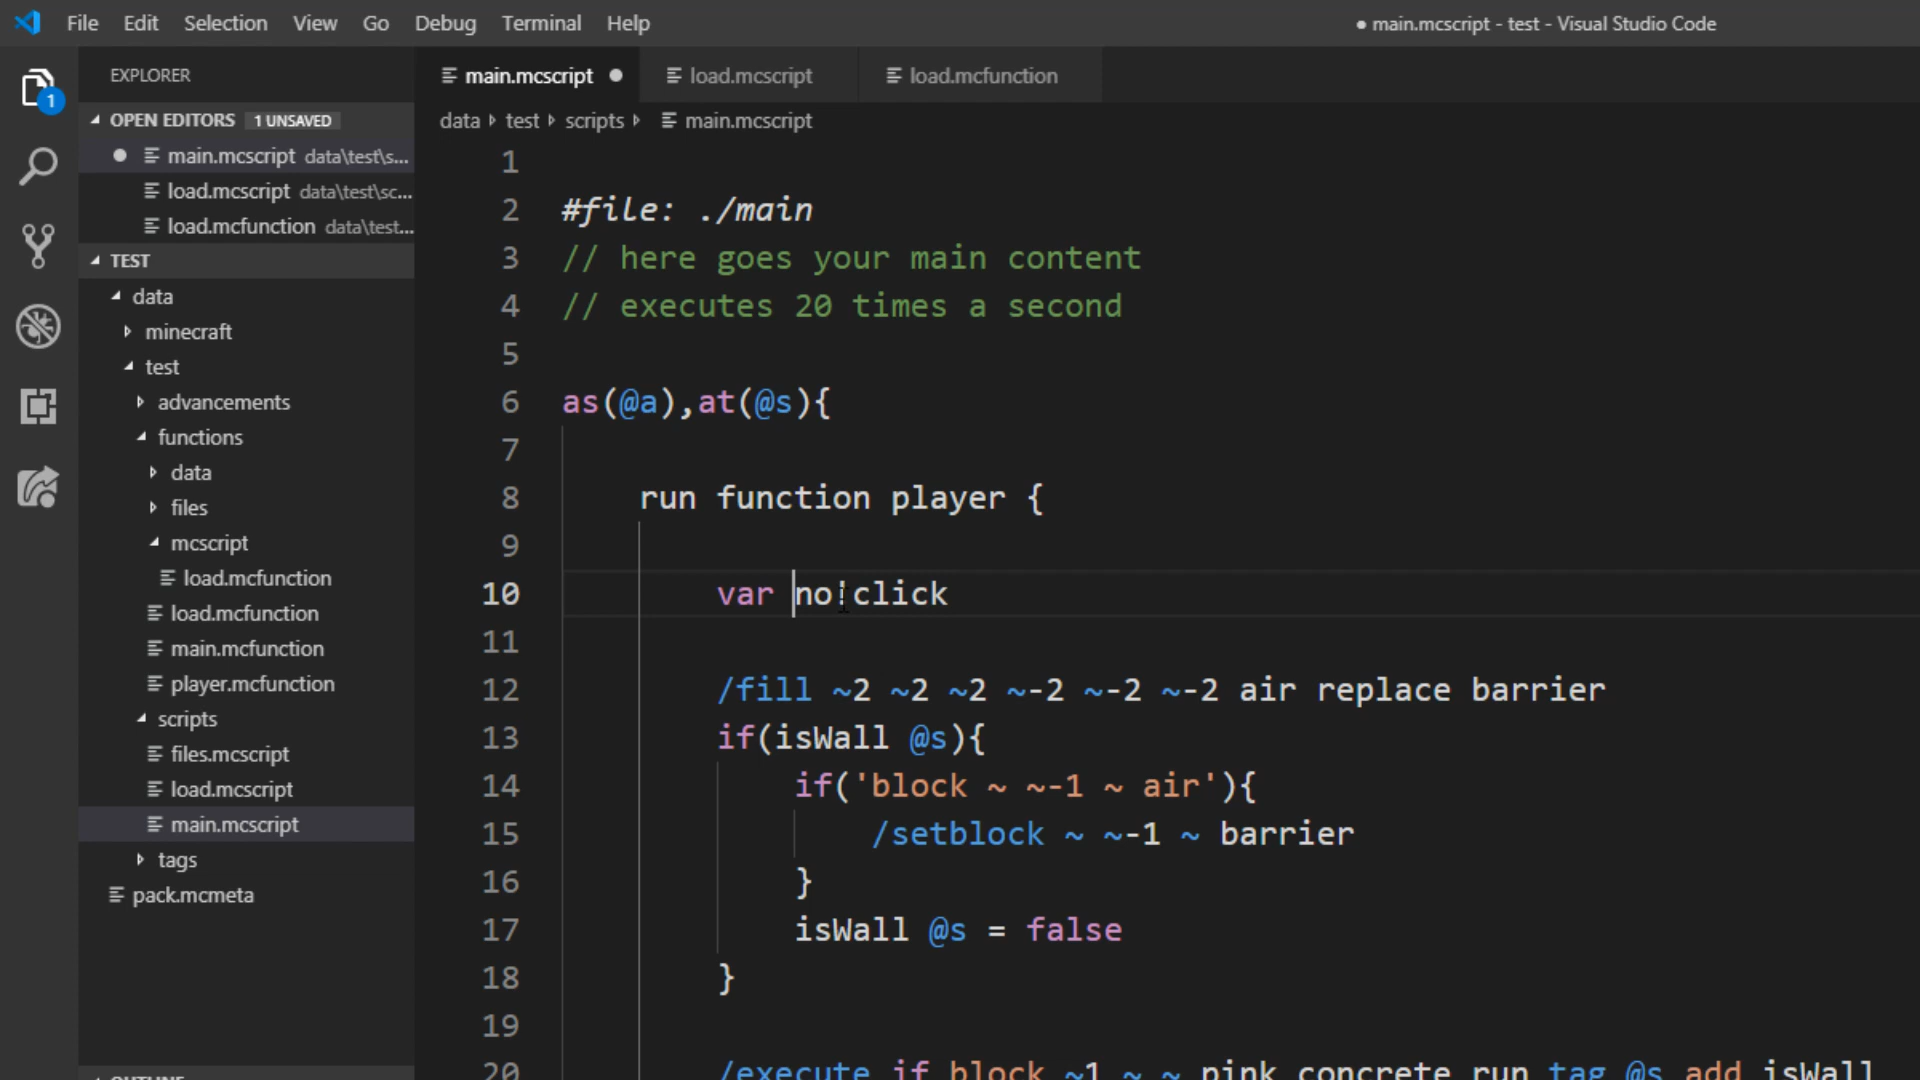 File Edit Selection View Go Debug Terminal Help ● main.mcscript - test - Visual Studio Code
EXPLORER
OPEN EDITORS 1 UNSAVED
main.mcscript data\test\s...
load.mcscript data\test\sc...
load.mcfunction data\test...
TEST
data
minecraft
test
advancements
functions
data
files
mcscript
load.mcfunction
load.mcfunction
main.mcfunction
player.mcfunction
scripts
files.mcscript
load.mcscript
main.mcscript
tags
pack.mcmeta
OUTLINE
1
main.mcscript load.mcscript load.mcfunction
data test scripts main.mcscript
1
2 #file: ./main
3 // here goes your main content
4 // executes 20 times a second
5
6 as(@a),at(@s){
7
8 run function player {
9
10 var no:click
11
12 /fill ~2 ~2 ~2 ~-2 ~-2 ~-2 air replace barrier
13 if(isWall @s){
14 if('block ~ ~-1 ~ air'){
15 /setblock ~ ~-1 ~ barrier
16 }
17 isWall @s = false
18 }
19
20 /execute if block ~1 ~ ~ pink_concrete run tag @s add isWall